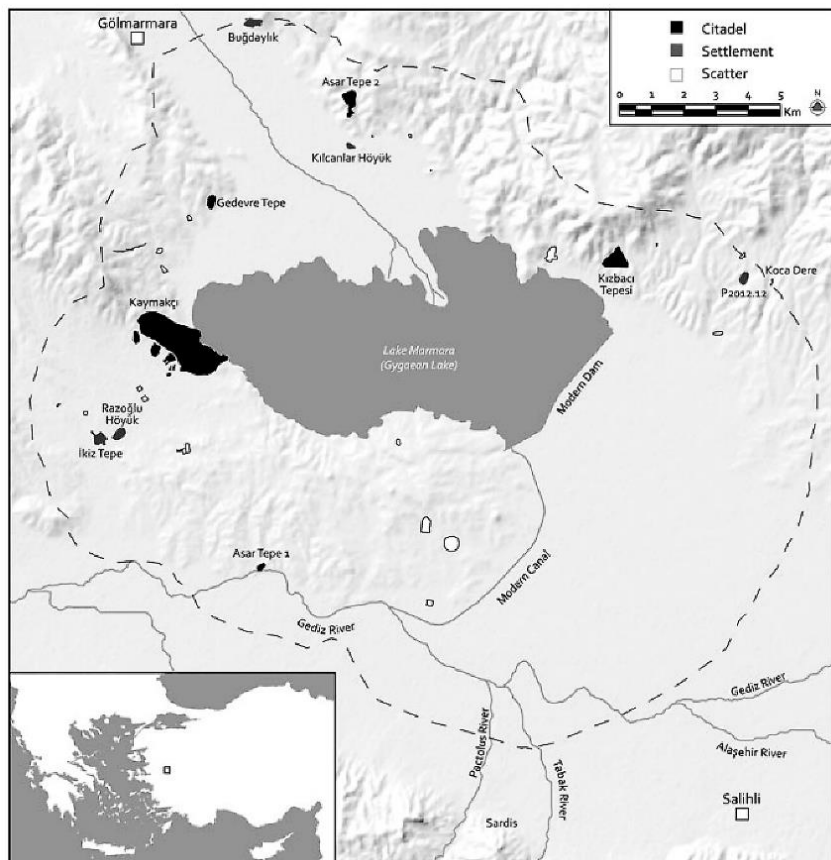 Gölmarmara
Buğdaylık
Citadel
Settlement
Scatter
N
0 1 2 3 4 5
Km
Asar Tepe 2
Kılcanlar Höyük
Gedevre Tepe
Kızbacı
Tepesi
Koca Dere
P2012.12
Kaymakçı
Lake Marmara
(Gygaean Lake)
Modern Dam
Razoğlu
Höyük
İkiz Tepe
Asar Tepe 1
Modern Canal
Gediz River
Gediz River
Pactolus River
Tabak River
Alaşehir River
Salihli
Sardis